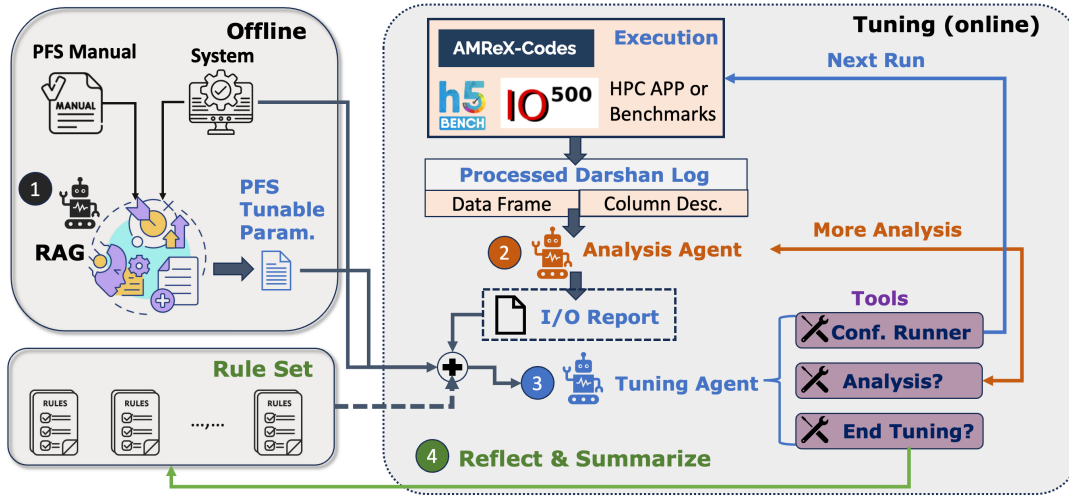 Offline
PFS Manual
System
MANUAL
1
RAG
PFS
Tunable
Param.
Rule Set
RULES
RULES
...,...
RULES
Tuning (online)
AMReX-Codes
Execution
h5
BENCH
IO500
HPC APP or
Benchmarks
Next Run
Processed Darshan Log
Data Frame
Column Desc.
2
Analysis Agent
More Analysis
I/O Report
3
Tuning Agent
Tools
Conf. Runner
Analysis?
End Tuning?
4
Reflect & Summarize